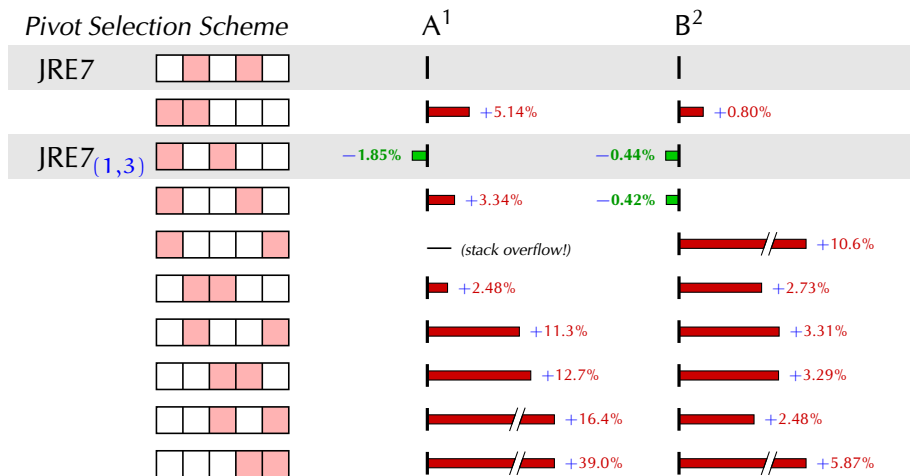 Pivot Selection Scheme A¹ B²
JRE7
+5.14% +0.80%
JRE7(1,3) −1.85% −0.44%
+3.34% −0.42%
(stack overflow!) +10.6%
+2.48% +2.73%
+11.3% +3.31%
+12.7% +3.29%
+16.4% +2.48%
+39.0% +5.87%